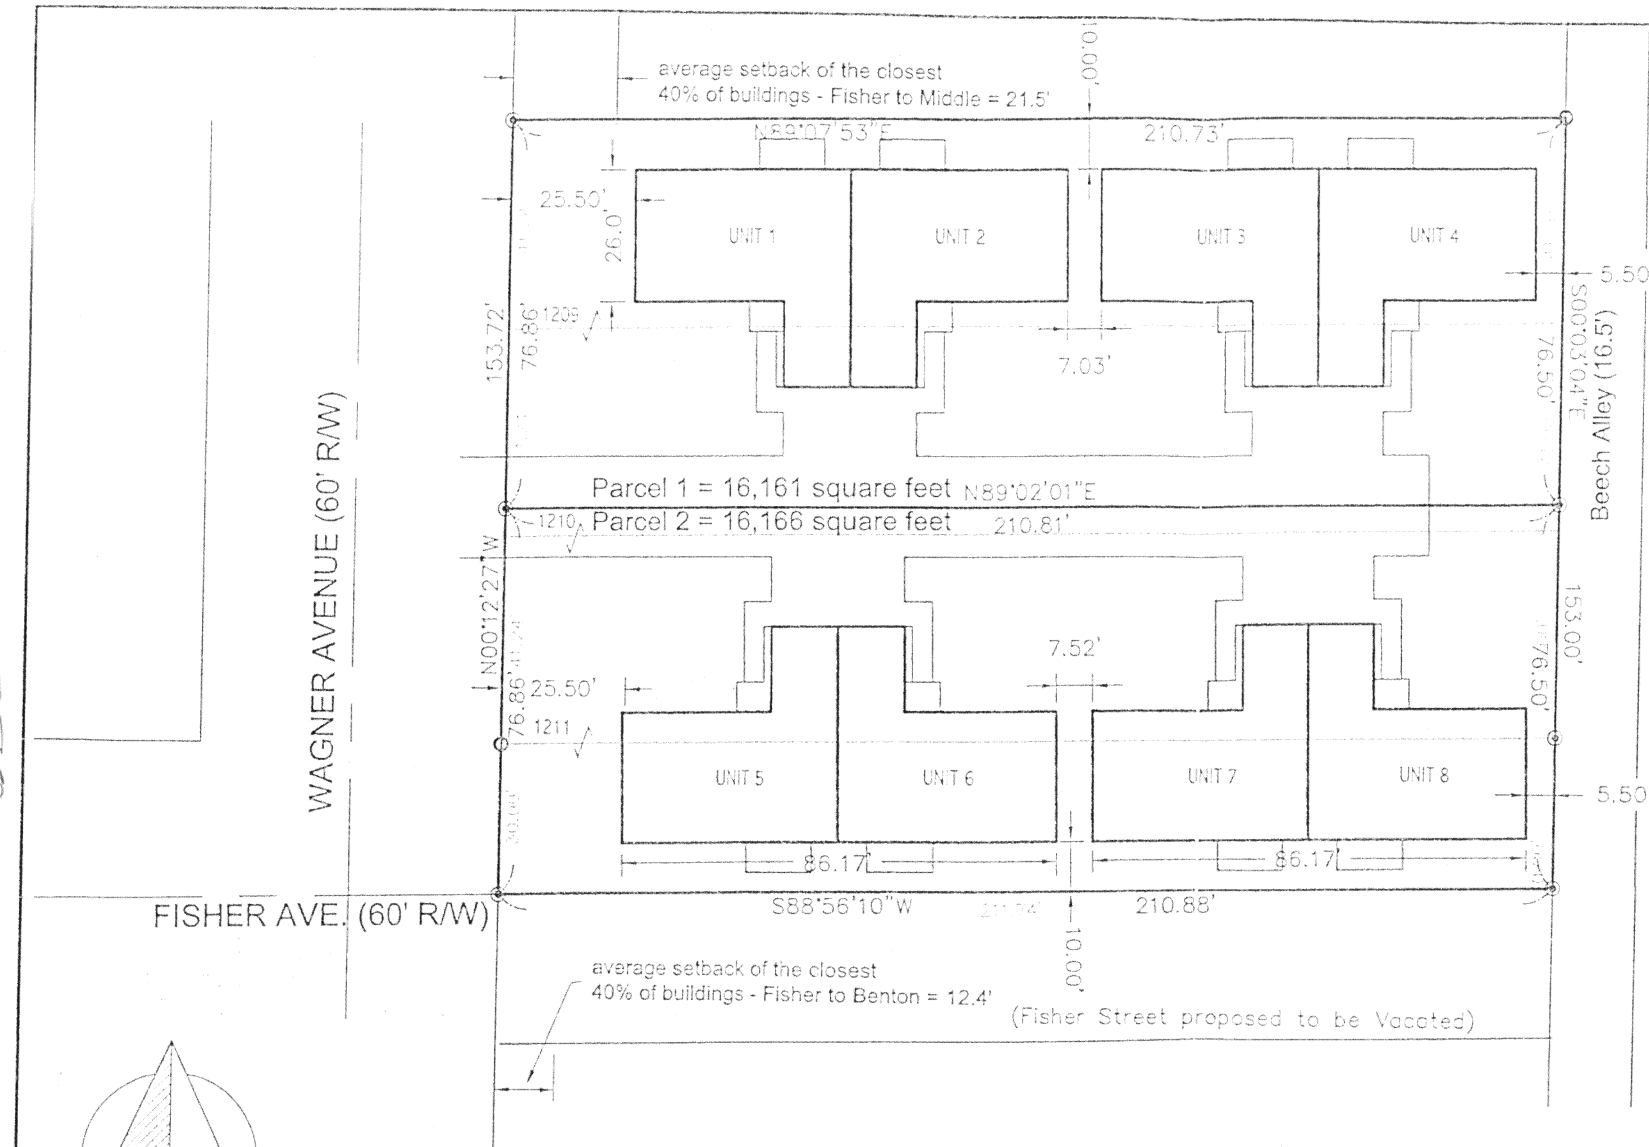 average setback of the closest
40% of buildings - Fisher to Middle = 21.5'
10.00'
N89°07'53"E
210.73'
25.50'
26.0'
UNIT 1
UNIT 2
UNIT 3
UNIT 4
5.50
153.72'
76.86'
1209
7.03'
76.50'
S00°03'04"E
Beech Alley (16.5')
WAGNER AVENUE (60' R/W)
Parcel 1 = 16,161 square feet
N89°02'01"E
1210
Parcel 2 = 16,166 square feet
210.81'
N00°12'27"W
153.00'
76.50'
7.52'
76.86'
25.50'
1211
UNIT 5
UNIT 6
UNIT 7
UNIT 8
5.50
30.00'
86.17'
86.17'
FISHER AVE. (60' R/W)
S88°56'10"W
210.88'
10.00'
average setback of the closest
40% of buildings - Fisher to Benton = 12.4'
(Fisher Street proposed to be Vacated)